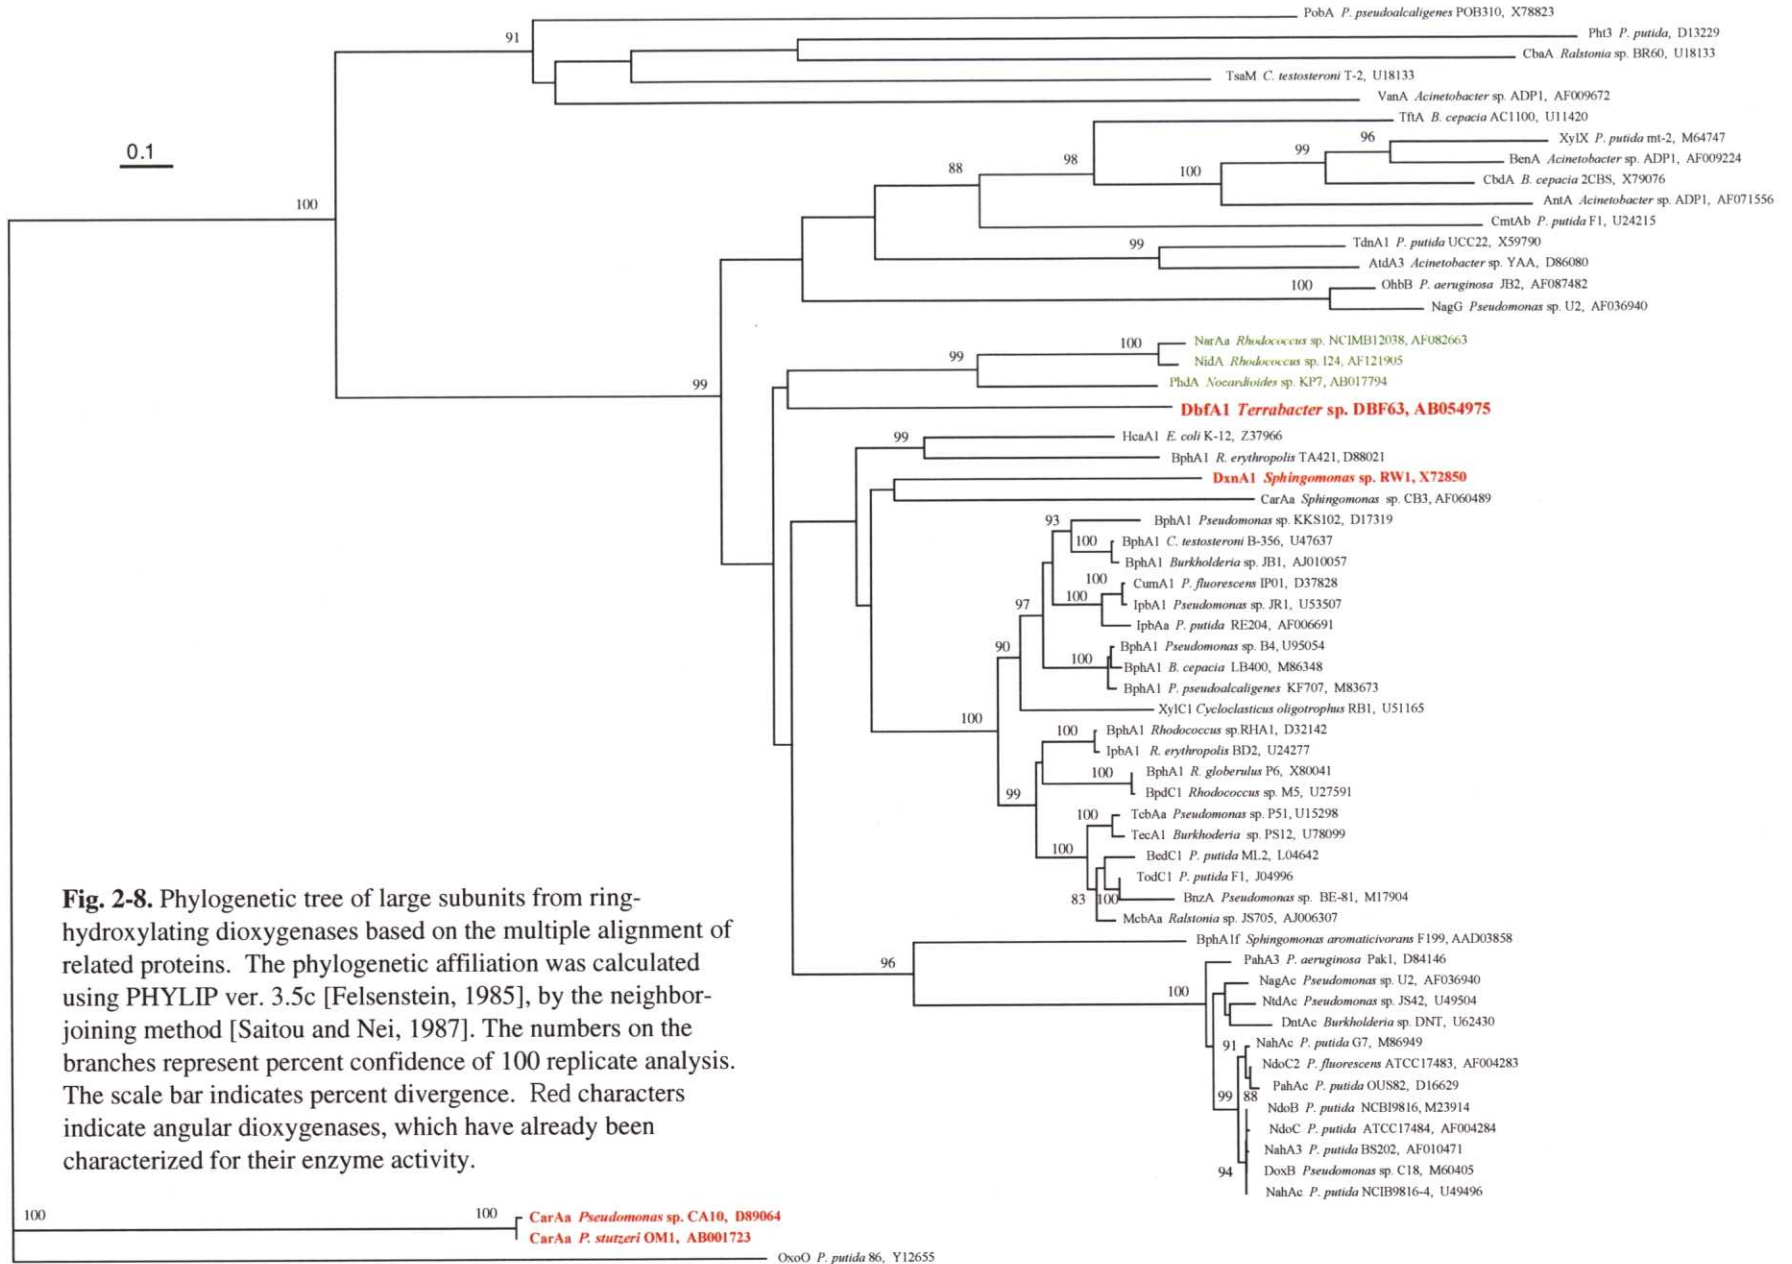 PobA P. pseudoalcaligenes POB310, X78823
91
Pht3 P. putida, D13229
CbaA Ralstonia sp. BR60, U18133
TsaM C. testosteroni T-2, U18133
VanA Acinetobacter sp. ADP1, AF009672
TftA B. cepacia AC1100, U11420
0.1
96
XylX P. putida mt-2, M64747
99
BenA Acinetobacter sp. ADP1, AF009224
98
88
100
CbdA B. cepacia 2CBS, X79076
AntA Acinetobacter sp. ADP1, AF071556
100
CmtAb P. putida F1, U24215
99
TdnA1 P. putida UCC22, X59790
AtdA3 Acinetobacter sp. YAA, D86080
100
OhbB P. aeruginosa JB2, AF087482
NagG Pseudomonas sp. U2, AF036940
100
NarAa Rhodococcus sp. NCIMB12038, AF082663
99
NidA Rhodococcus sp. I24, AF121905
99
PhdA Nocardioides sp. KP7, AB017794
DbfA1 Terrabacter sp. DBF63, AB054975
99
HcaA1 E. coli K-12, Z37966
BphA1 R. erythropolis TA421, D88021
DxnA1 Sphingomonas sp. RW1, X72850
CarAa Sphingomonas sp. CB3, AF060489
93
BphA1 Pseudomonas sp. KKS102, D17319
100
BphA1 C. testosteroni B-356, U47637
BphA1 Burkholderia sp. JB1, AJ010057
100
CumA1 P. fluorescens IP01, D37828
100
97
IpbA1 Pseudomonas sp. JR1, U53507
IpbAa P. putida RE204, AF006691
90
BphA1 Pseudomonas sp. B4, U95054
100
BphA1 B. cepacia LB400, M86348
BphA1 P. pseudoalcaligenes KF707, M83673
XylC1 Cycloclasticus oligotrophus RB1, U51165
100
100
BphA1 Rhodococcus sp.RHA1, D32142
IpbA1 R. erythropolis BD2, U24277
100
BphA1 R. globerulus P6, X80041
99
BpdC1 Rhodococcus sp. M5, U27591
100
TcbAa Pseudomonas sp. P51, U15298
TecA1 Burkhoderia sp. PS12, U78099
100
BedC1 P. putida ML2, L04642
TodC1 P. putida F1, J04996
83
100
BnzA Pseudomonas sp. BE-81, M17904
McbAa Ralstonia sp. JS705, AJ006307
BphA1f Sphingomonas aromaticivorans F199, AAD03858
96
PahA3 P. aeruginosa Pak1, D84146
NagAc Pseudomonas sp. U2, AF036940
100
NtdAc Pseudomonas sp. JS42, U49504
DntAc Burkholderia sp. DNT, U62430
91
NahAc P. putida G7, M86949
NdoC2 P. fluorescens ATCC17483, AF004283
PahAc P. putida OUS82, D16629
99
88
NdoB P. putida NCBI9816, M23914
NdoC P. putida ATCC17484, AF004284
NahA3 P. putida BS202, AF010471
94
DoxB Pseudomonas sp. C18, M60405
NahAc P. putida NCIB9816-4, U49496
Fig. 2-8. Phylogenetic tree of large subunits from ring-
hydroxylating dioxygenases based on the multiple alignment of
related proteins. The phylogenetic affiliation was calculated
using PHYLIP ver. 3.5c [Felsenstein, 1985], by the neighbor-
joining method [Saitou and Nei, 1987]. The numbers on the
branches represent percent confidence of 100 replicate analysis.
The scale bar indicates percent divergence. Red characters
indicate angular dioxygenases, which have already been
characterized for their enzyme activity.
100
100
CarAa Pseudomonas sp. CA10, D89064
CarAa P. stutzeri OM1, AB001723
OxoO P. putida 86, Y12655